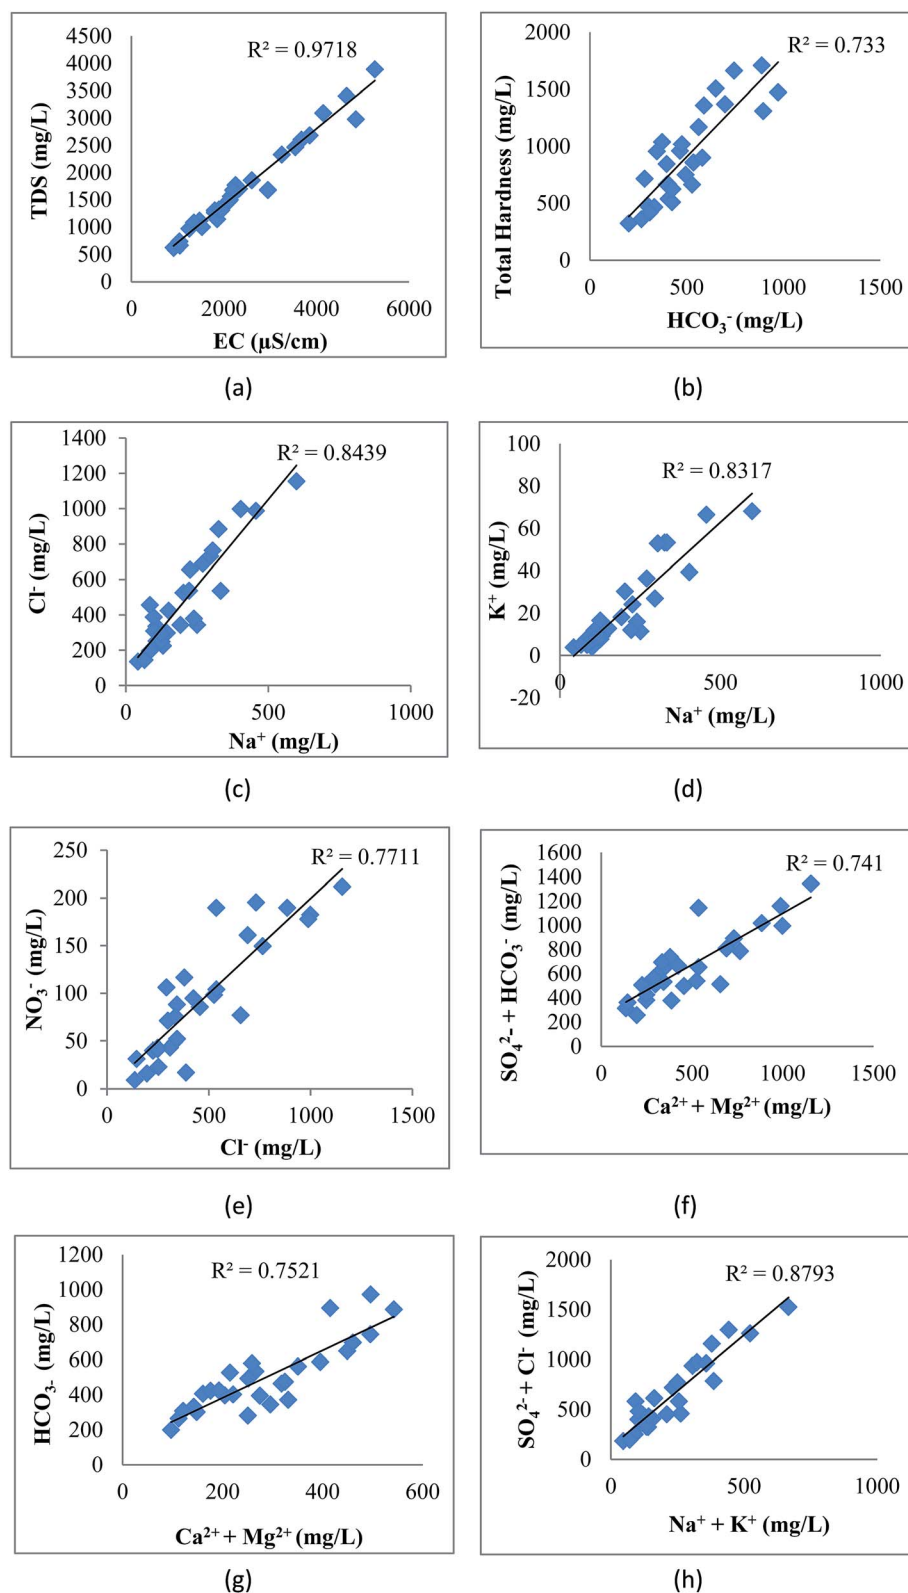 R² = 0.9718
4500
4000
3500
3000
2500
2000
1500
1000
500
0
TDS (mg/L)
0 2000 4000 6000
EC (µS/cm)
(a)
R² = 0.733
2000
1500
1000
500
0
Total Hardness (mg/L)
0 500 1000 1500
HCO₃⁻ (mg/L)
(b)
R² = 0.8439
1400
1200
1000
800
600
400
200
0
Cl⁻ (mg/L)
0 500 1000
Na⁺ (mg/L)
(c)
R² = 0.8317
100
80
60
40
20
0
-20
K⁺ (mg/L)
0 500 1000
Na⁺ (mg/L)
(d)
R² = 0.7711
250
200
150
100
50
0
NO₃⁻ (mg/L)
0 500 1000 1500
Cl⁻ (mg/L)
(e)
R² = 0.741
1600
1400
1200
1000
800
600
400
200
0
SO₄²⁻ + HCO₃⁻ (mg/L)
0 500 1000 1500
Ca²⁺ + Mg²⁺ (mg/L)
(f)
R² = 0.7521
1200
1000
800
600
400
200
0
HCO₃₋ (mg/L)
0 200 400 600
Ca²⁺ + Mg²⁺ (mg/L)
(g)
R² = 0.8793
2000
1500
1000
500
0
SO₄²⁻ + Cl⁻ (mg/L)
0 500 1000
Na⁺ + K⁺ (mg/L)
(h)